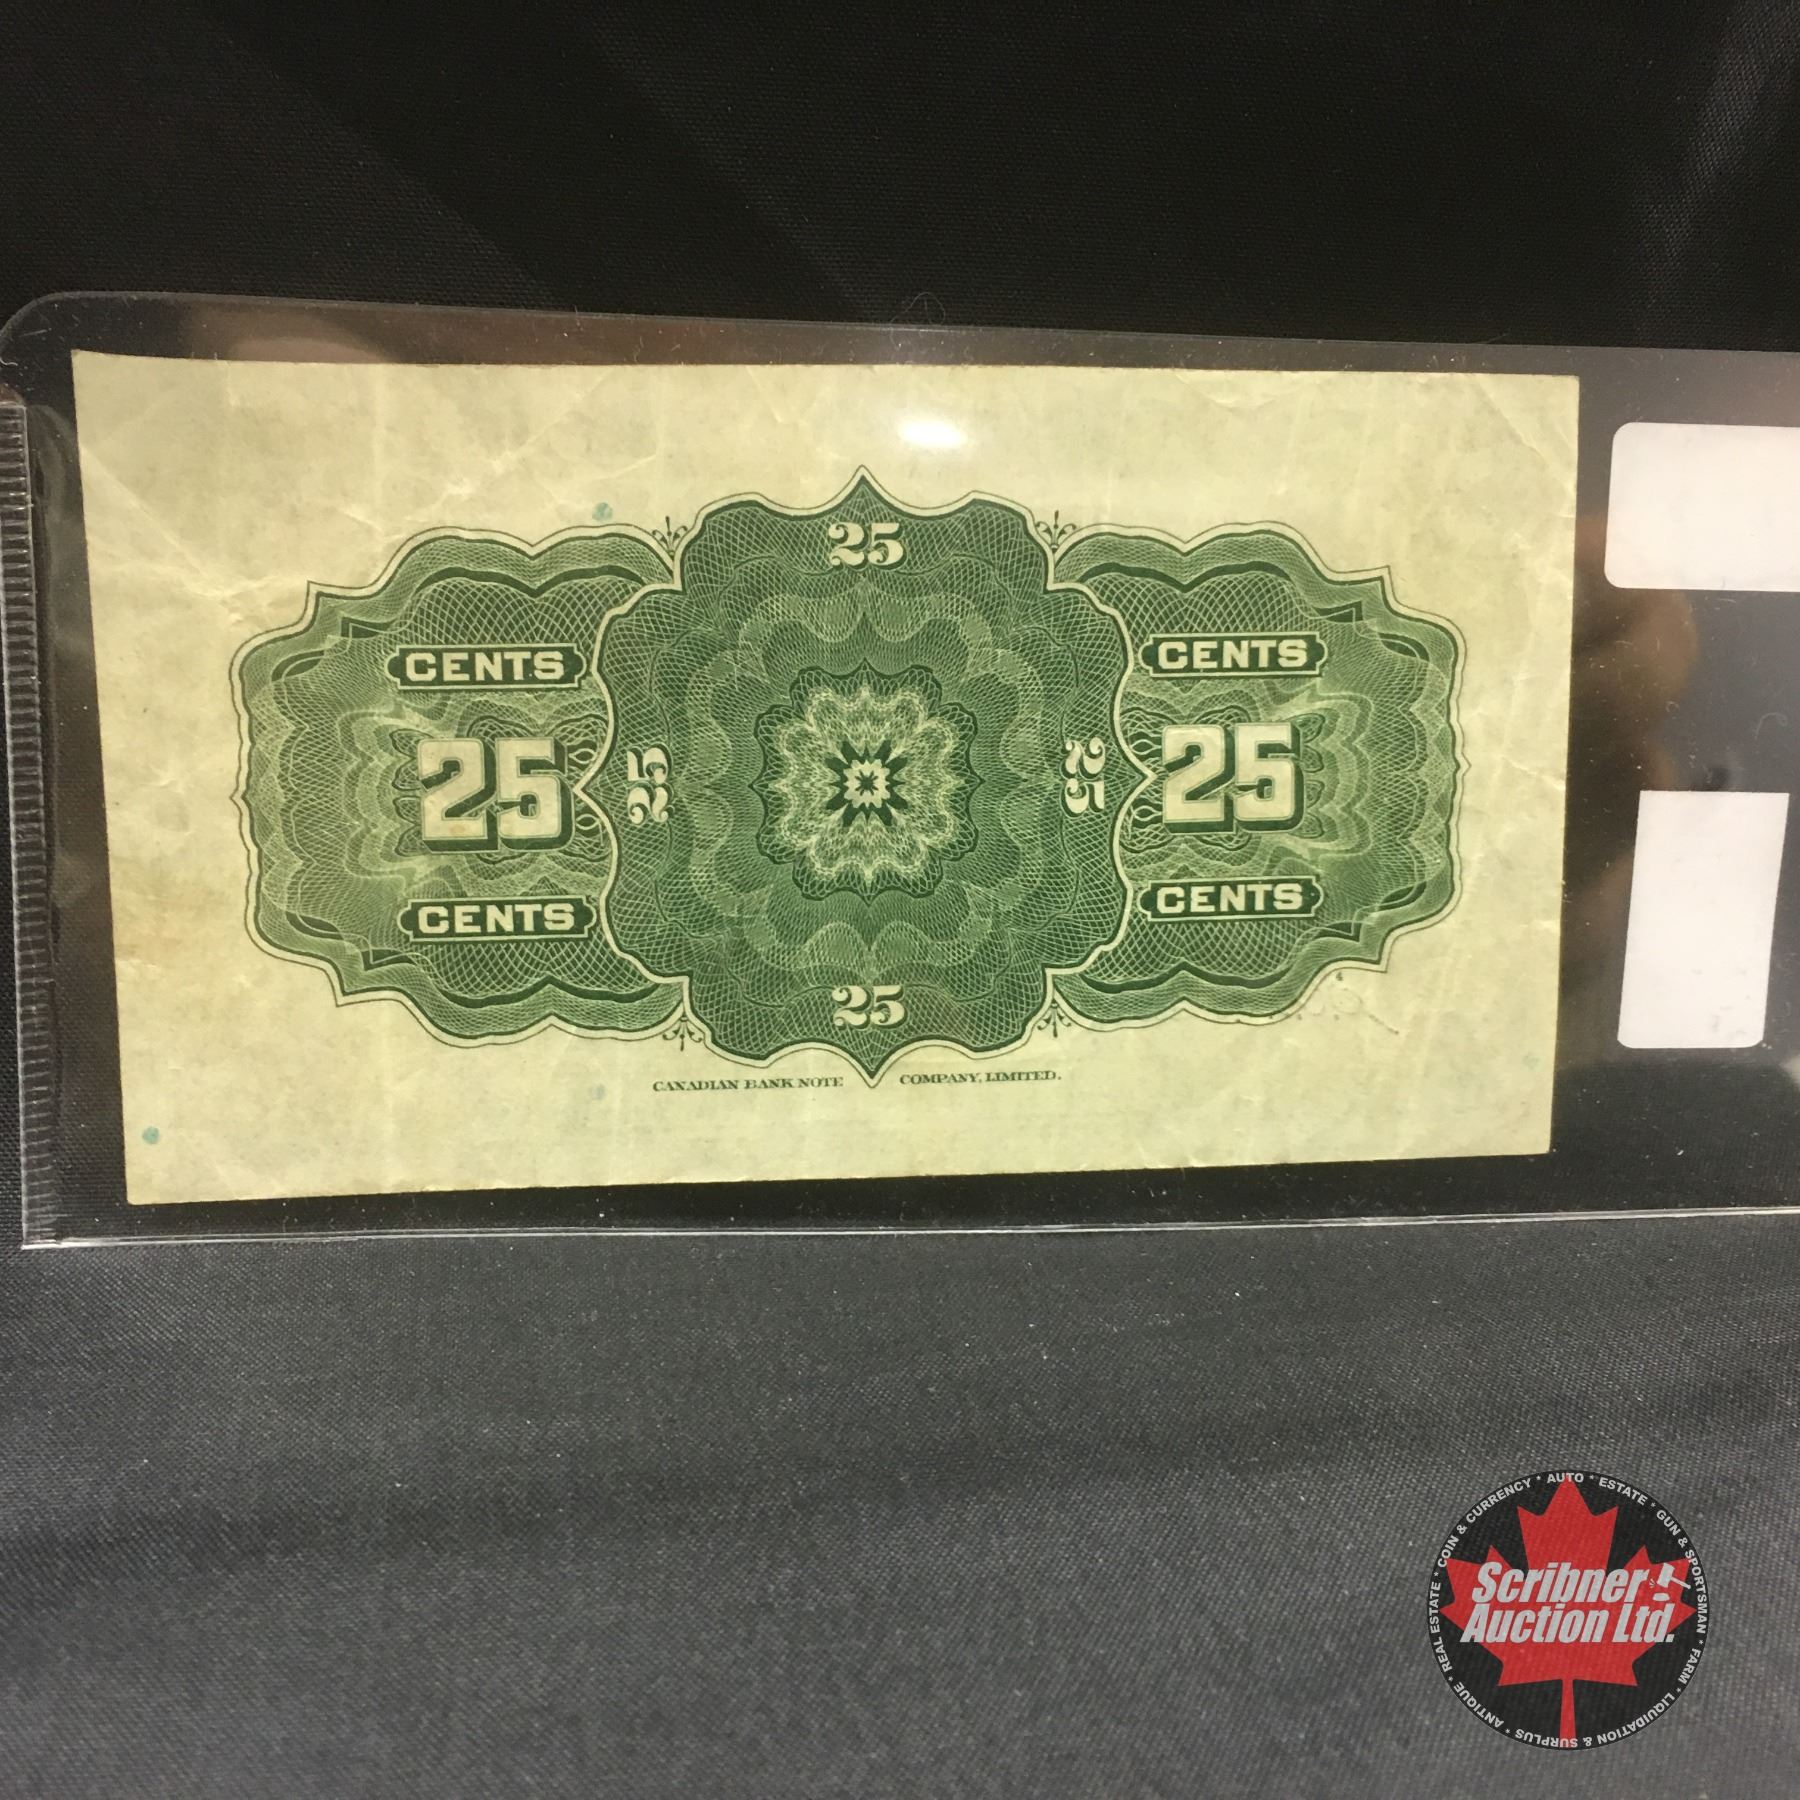 25
CENTS
CENTS
25
25
25
25
CENTS
CENTS
25
CANADIAN BANK NOTE COMPANY, LIMITED.
4
COIN & CURRENCY * AUTO * ESTATE * GUN & SPORTSMAN * FARM * LIQUIDATION & SURPLUS * ANTIQUE * REAL ESTATE *
Scribner
Auction Ltd.